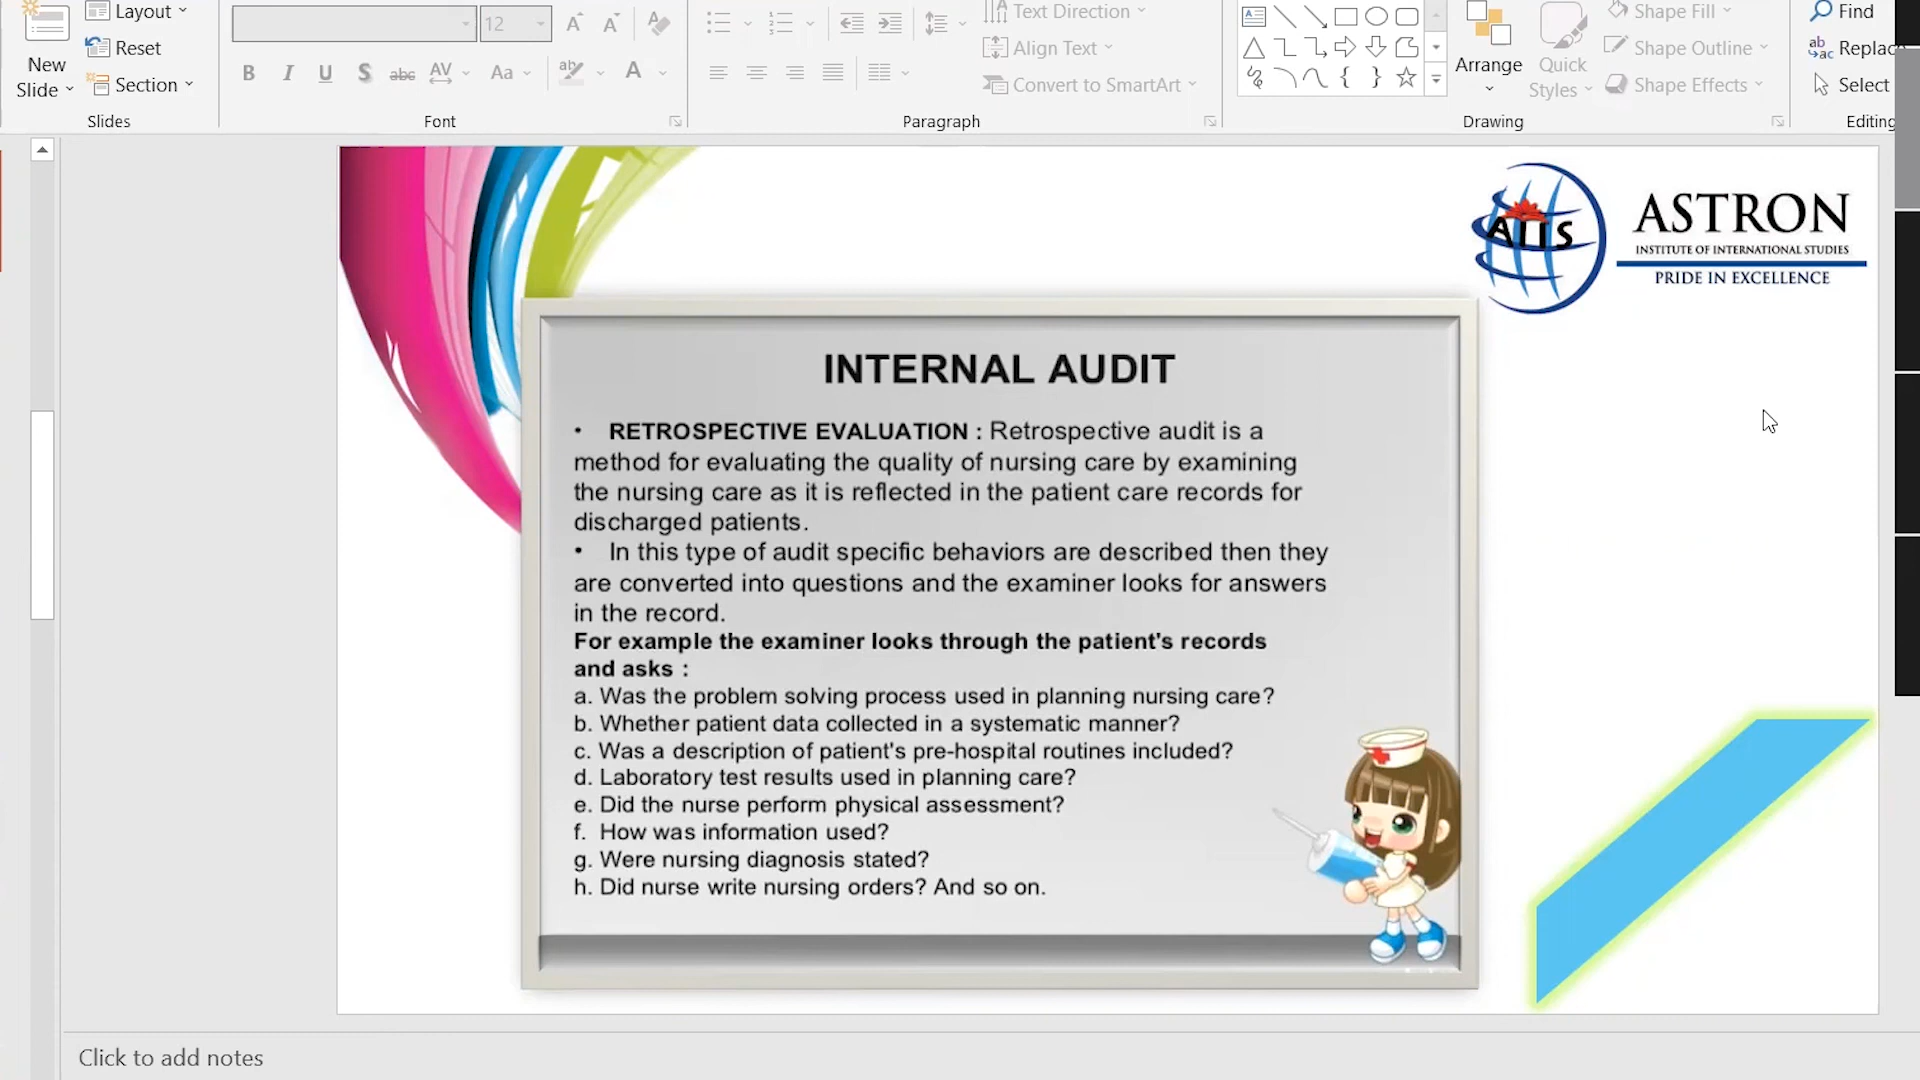 Layout
Reset
New
Slide
Section
Slides
12
B I U S abc AV Aa A
Font
Text Direction
Align Text
Convert to SmartArt
Paragraph
Arrange
Quick
Styles
Shape Fill
Shape Outline
Shape Effects
Drawing
Find
Replac
Select
Editing
ALIS
ASTRON
INSTITUTE OF INTERNATIONAL STUDIES
PRIDE IN EXCELLENCE
INTERNAL AUDIT
• RETROSPECTIVE EVALUATION : Retrospective audit is a
method for evaluating the quality of nursing care by examining
the nursing care as it is reflected in the patient care records for
discharged patients.
• In this type of audit specific behaviors are described then they
are converted into questions and the examiner looks for answers
in the record.
For example the examiner looks through the patient's records
and asks :
a. Was the problem solving process used in planning nursing care?
b. Whether patient data collected in a systematic manner?
c. Was a description of patient's pre-hospital routines included?
d. Laboratory test results used in planning care?
e. Did the nurse perform physical assessment?
f. How was information used?
g. Were nursing diagnosis stated?
h. Did nurse write nursing orders? And so on.
Click to add notes